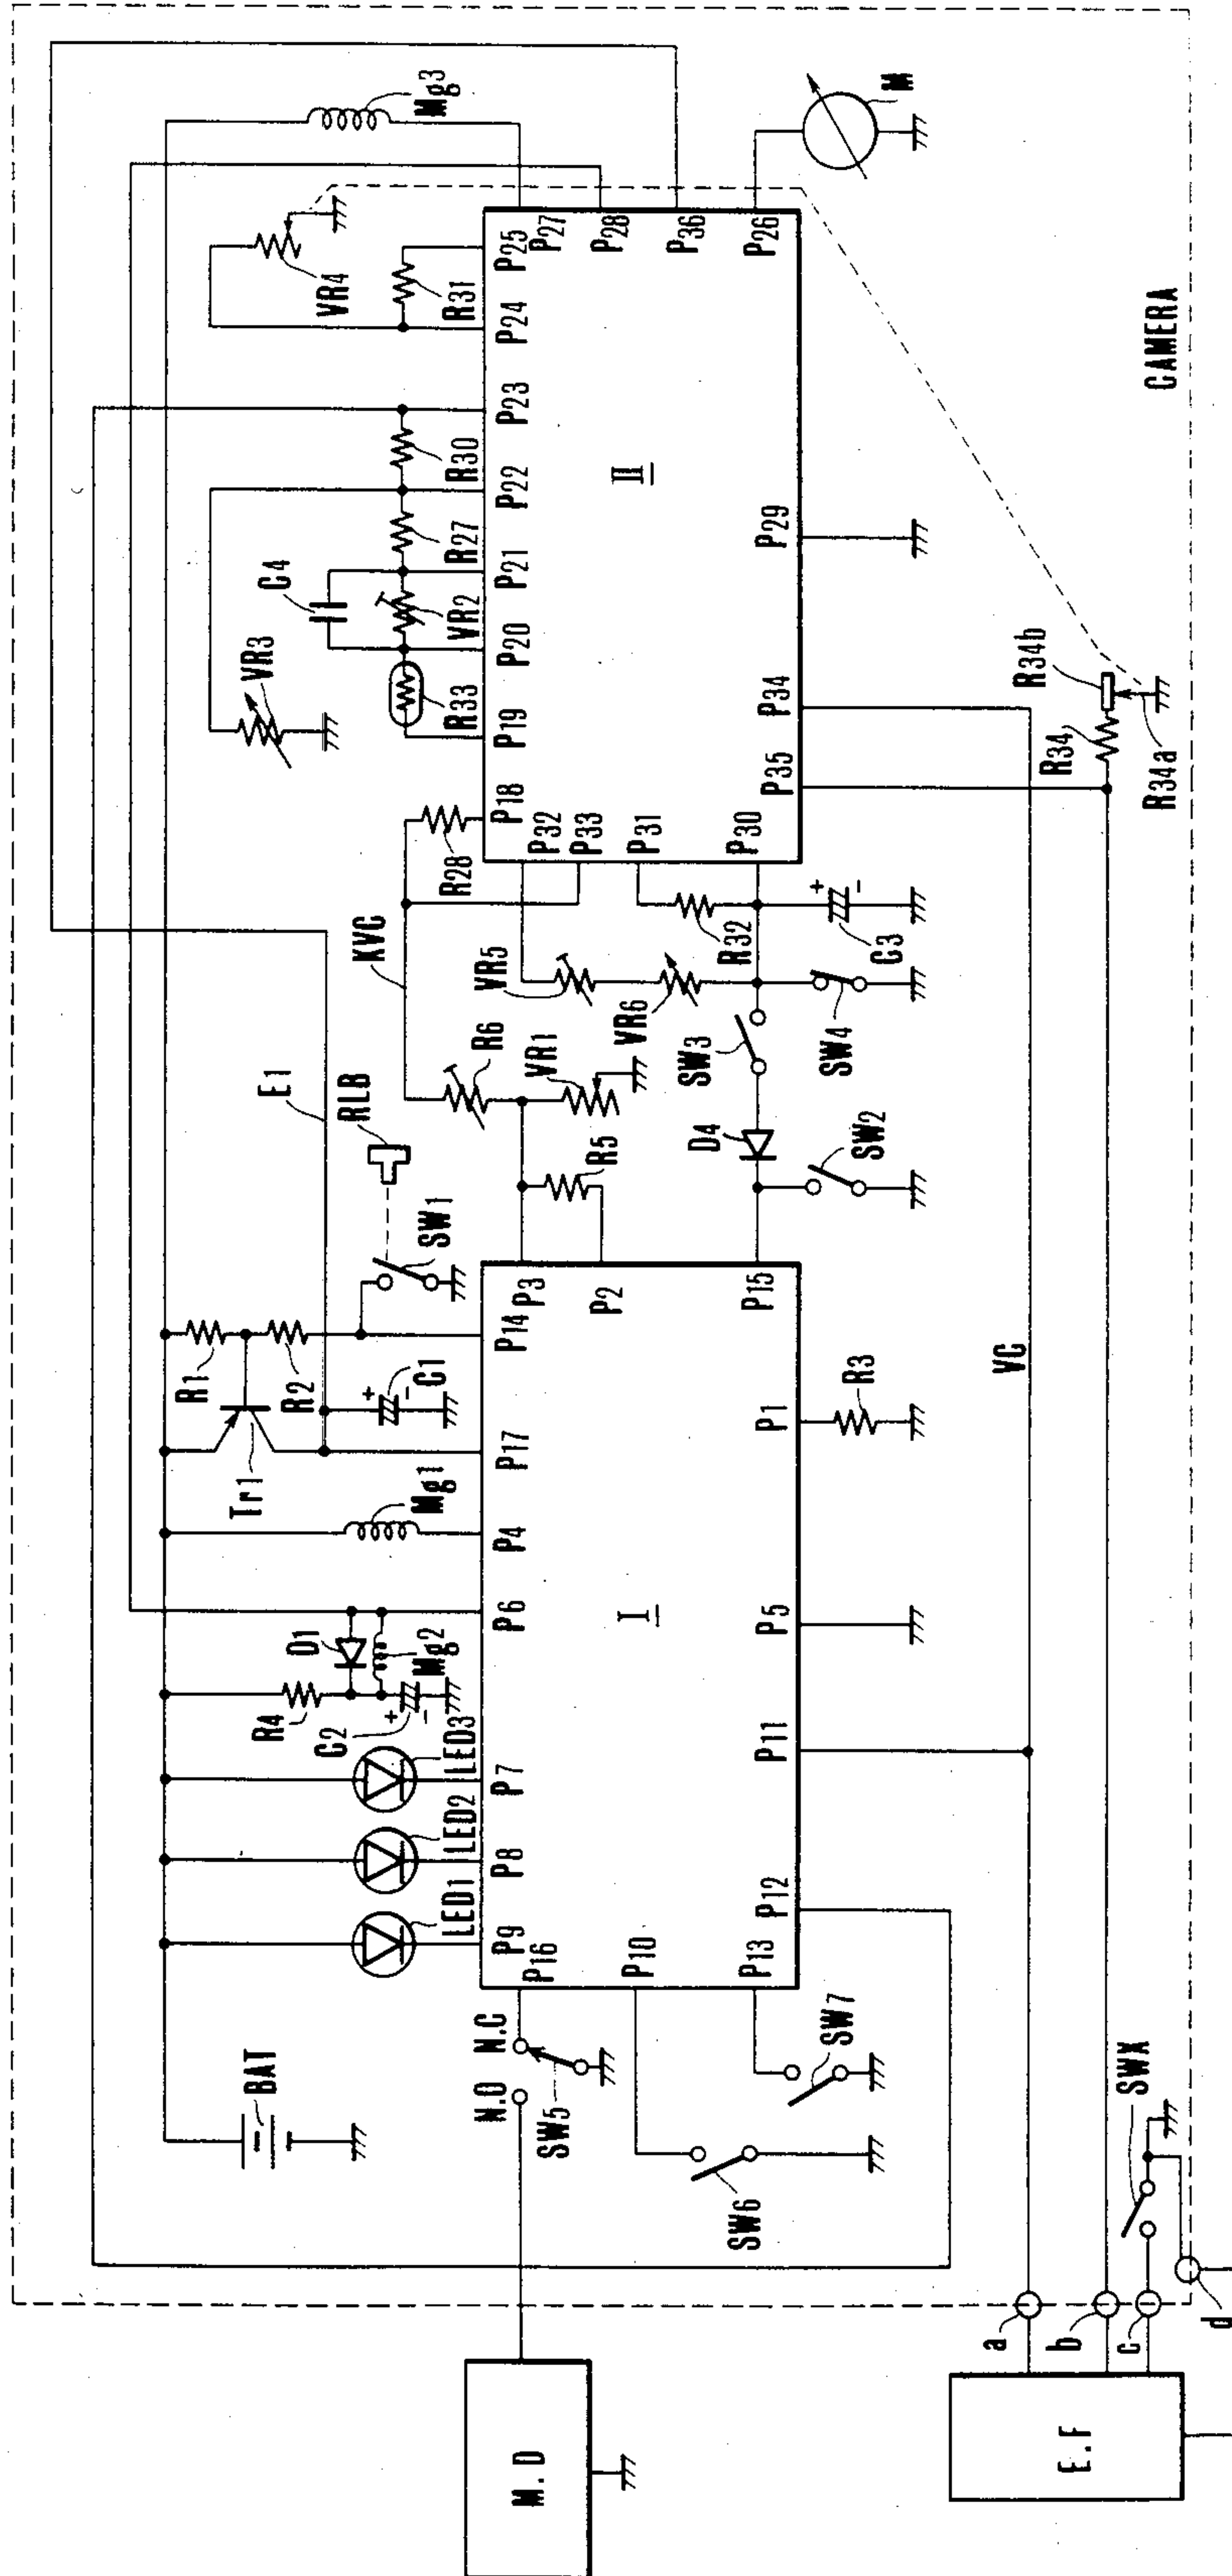 BAT
LED1
LED2
LED3
R4
C2
D1
Mg2
Mg1
Tr1
R1
R2
C1
SW1
RLB
E1
KVC
R28
VR3
R33
C4
VR2
R27
R30
R31
VR4
Mg3
M.D
N.O
N.C
SW5
SW6
SW7
P16
P10
P13
P9
P8
P7
P6
P4
P17
P14
P3
P2
P15
P12
P11
P5
P1
I
R3
R5
R6
VR1
VR5
VR6
D4
SW2
SW3
SW4
R32
C3
P18
P19
P20
P21
P22
P23
P24
P25
P27
P28
P36
P26
P32
P33
P31
P30
P35
P34
P29
II
M
VC
R34
R34b
R34a
CAMERA
E.F
a
b
c
d
SWX